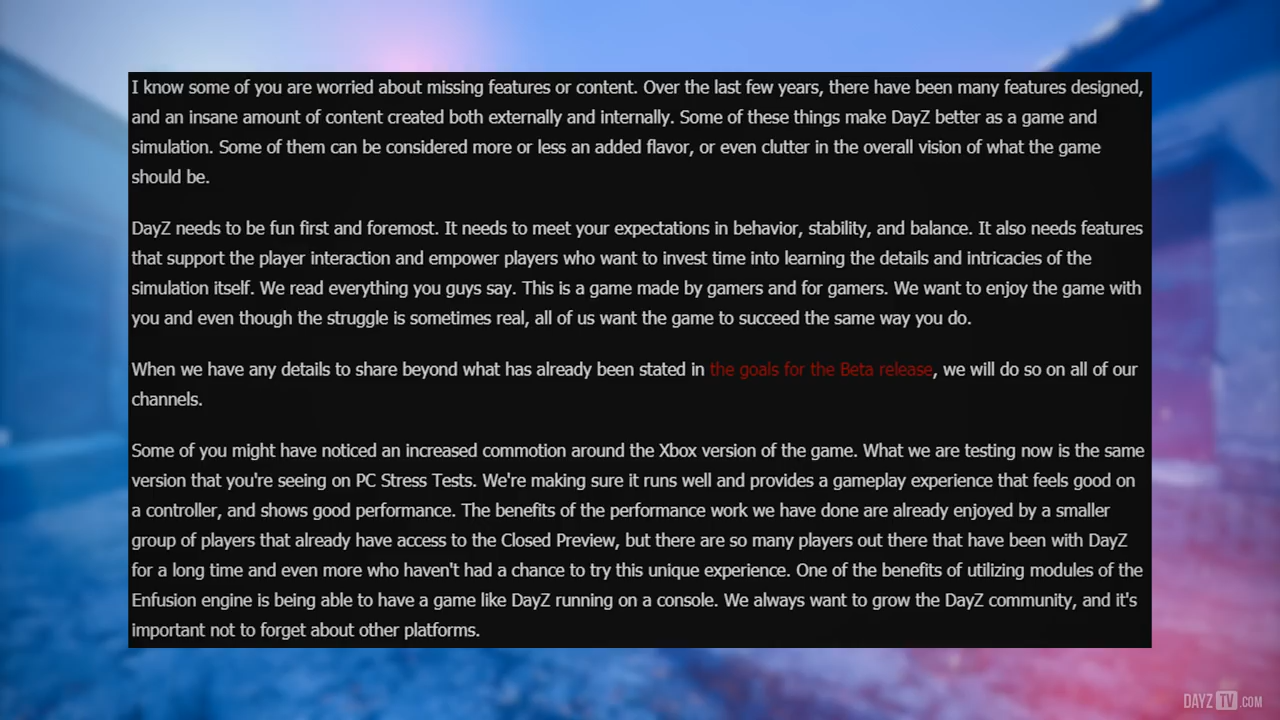 I know some of you are worried about missing features or content. Over the last few years, there have been many features designed,
and an insane amount of content created both externally and internally. Some of these things make DayZ better as a game and
simulation. Some of them can be considered more or less an added flavor, or even clutter in the overall vision of what the game
should be.
DayZ needs to be fun first and foremost. It needs to meet your expectations in behavior, stability, and balance. It also needs features
that support the player interaction and empower players who want to invest time into learning the details and intricacies of the
simulation itself. We read everything you guys say. This is a game made by gamers and for gamers. We want to enjoy the game with
you and even though the struggle is sometimes real, all of us want the game to succeed the same way you do.
When we have any details to share beyond what has already been stated in the goals for the Beta release, we will do so on all of our
channels.
Some of you might have noticed an increased commotion around the Xbox version of the game. What we are testing now is the same
version that you're seeing on PC Stress Tests. We're making sure it runs well and provides a gameplay experience that feels good on
a controller, and shows good performance. The benefits of the performance work we have done are already enjoyed by a smaller
group of players that already have access to the Closed Preview, but there are so many players out there that have been with DayZ
for a long time and even more who haven't had a chance to try this unique experience. One of the benefits of utilizing modules of the
Enfusion engine is being able to have a game like DayZ running on a console. We always want to grow the DayZ community, and it's
important not to forget about other platforms.
DAYZ TV .COM